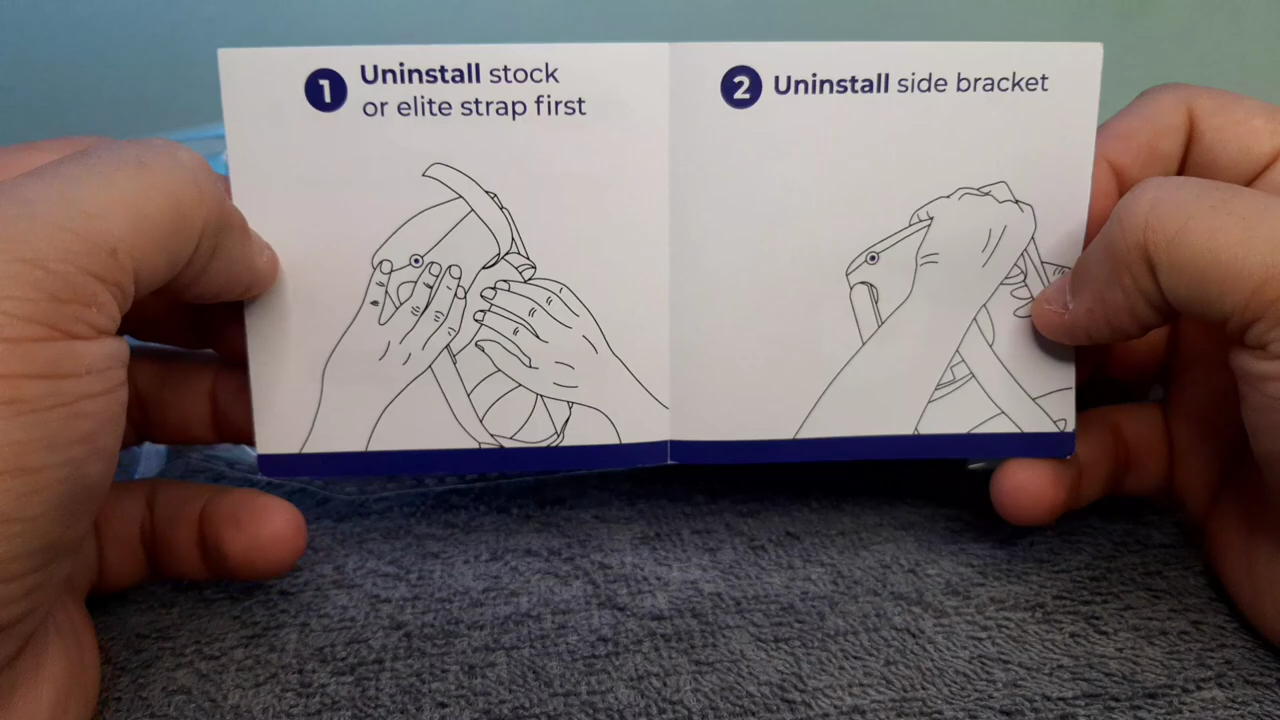 1 Uninstall stock
or elite strap first
2 Uninstall side bracket